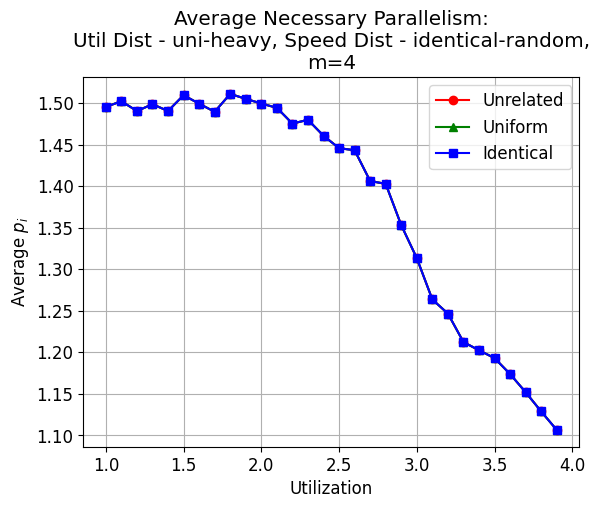 Average Necessary Parallelism:
Util Dist - uni-heavy, Speed Dist - identical-random,
m=4
Unrelated
Uniform
Identical
1.50
1.45
1.40
1.35
1.30
1.25
1.20
1.15
1.10
Average pᵢ
1.0 1.5 2.0 2.5 3.0 3.5 4.0
Utilization